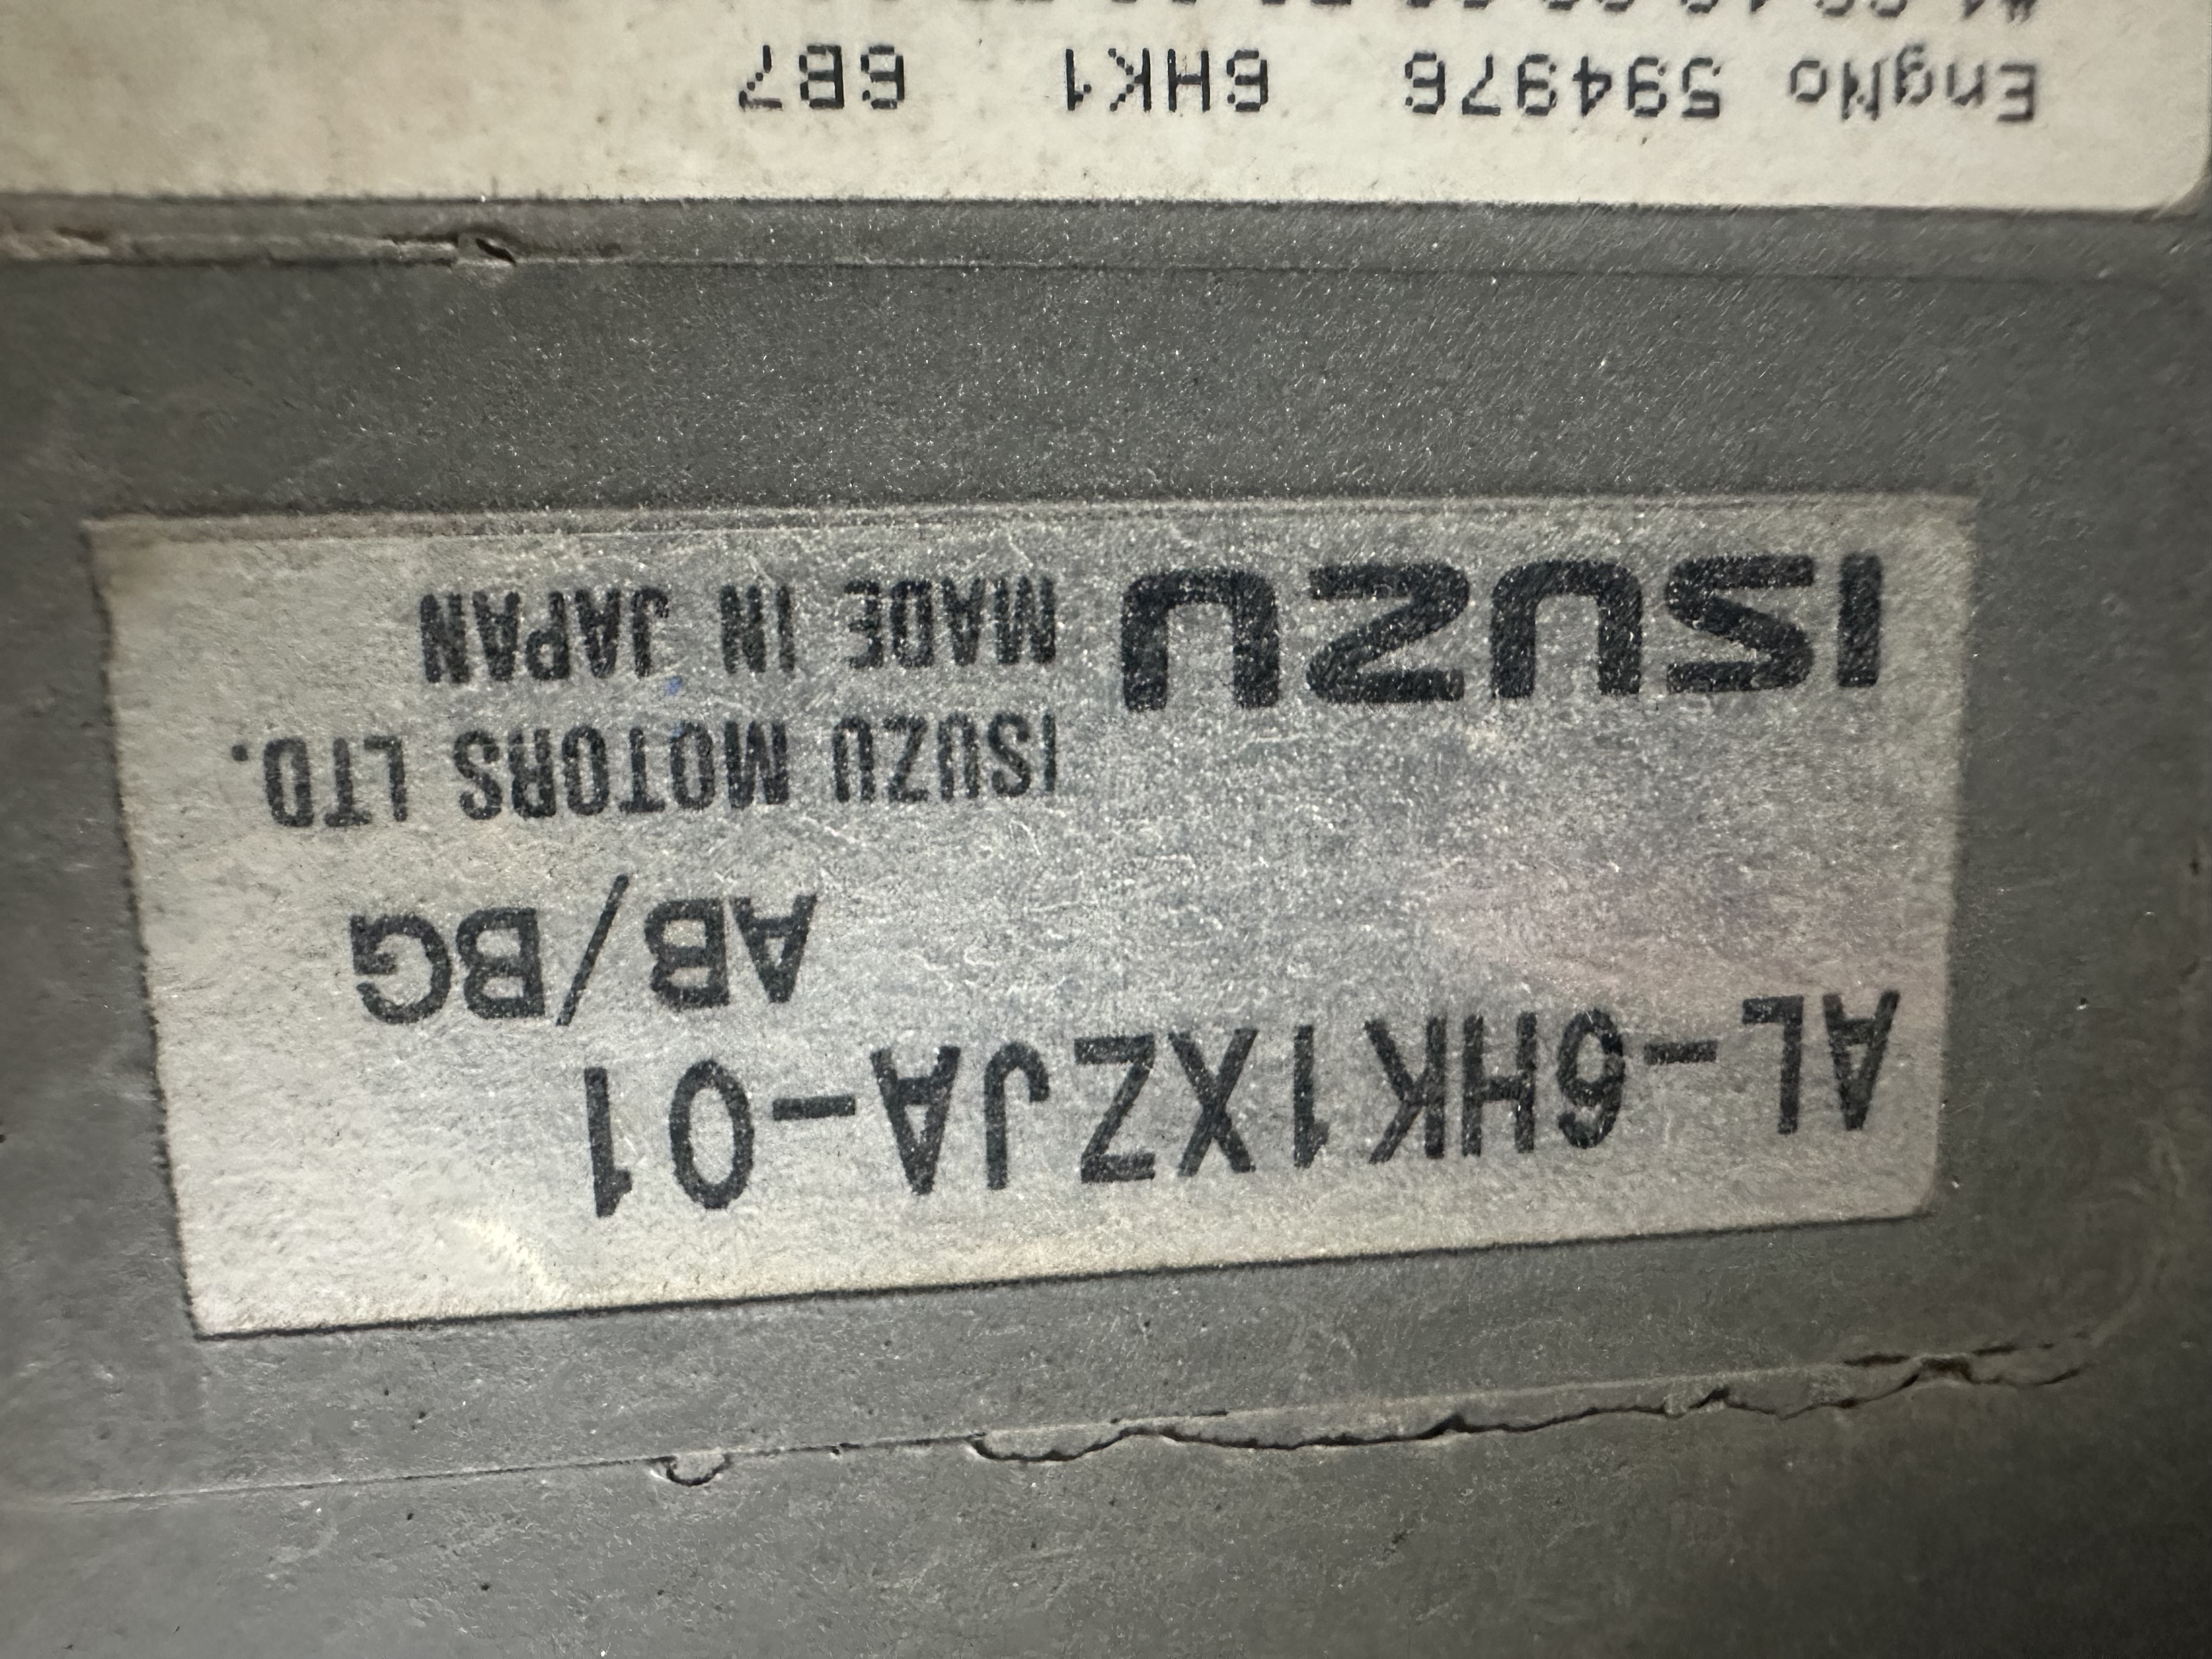 AL-6HK1XZJA-01
AB/BG
ISUZU MOTORS LTD.
ISUZU MADE IN JAPAN
EngNo 594976 6HK1 6B7